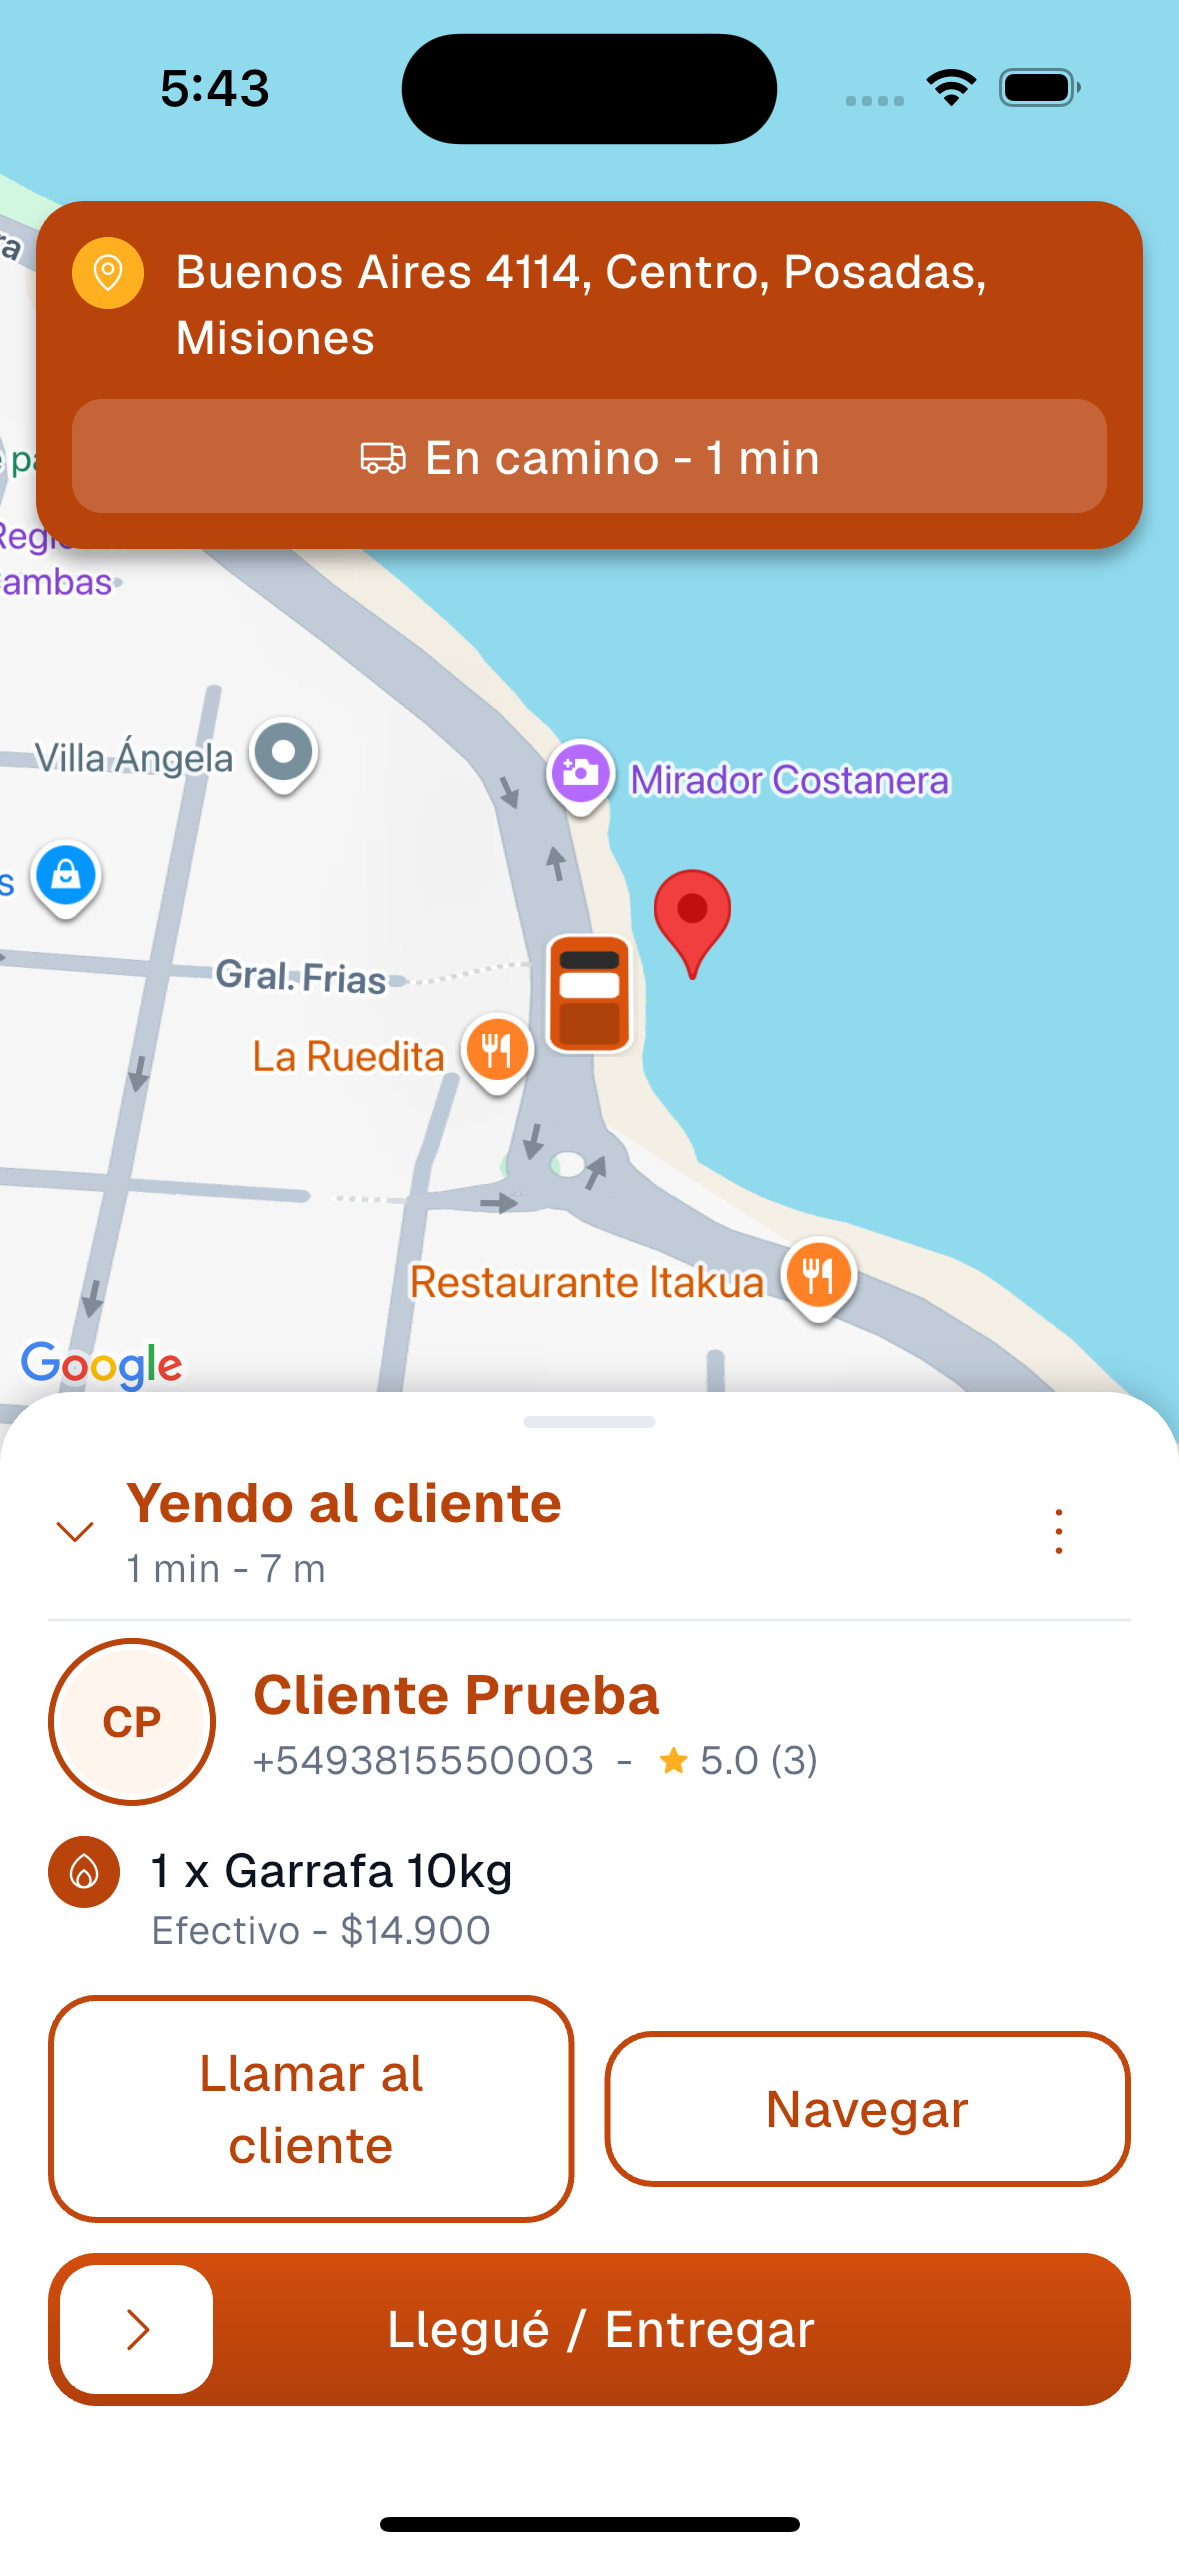 5:43
ra
Buenos Aires 4114, Centro, Posadas,
Misiones
En camino - 1 min
Villa Ángela
Mirador Costanera
s
Gral. Frias
La Ruedita
Restaurante Itakua
Google
Yendo al cliente
1 min - 7 m
CP
Cliente Prueba
+5493815550003 - 5.0 (3)
1 x Garrafa 10kg
Efectivo - $14.900
Llamar al
cliente
Navegar
Llegué / Entregar